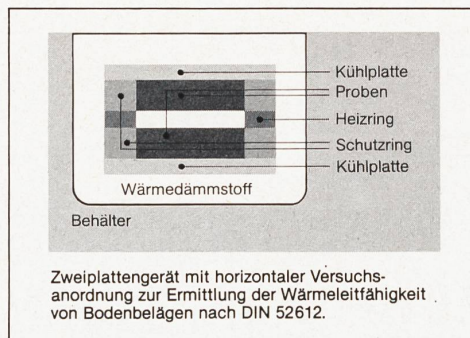 Kühlplatte
Proben
Heizring
Schutzring
Kühlplatte
Wärmedämmstoff
Behälter
Zweiplattengerät mit horizontaler Versuchs-
anordnung zur Ermittlung der Wärmeleitfähigkeit
von Bodenbelägen nach DIN 52612.